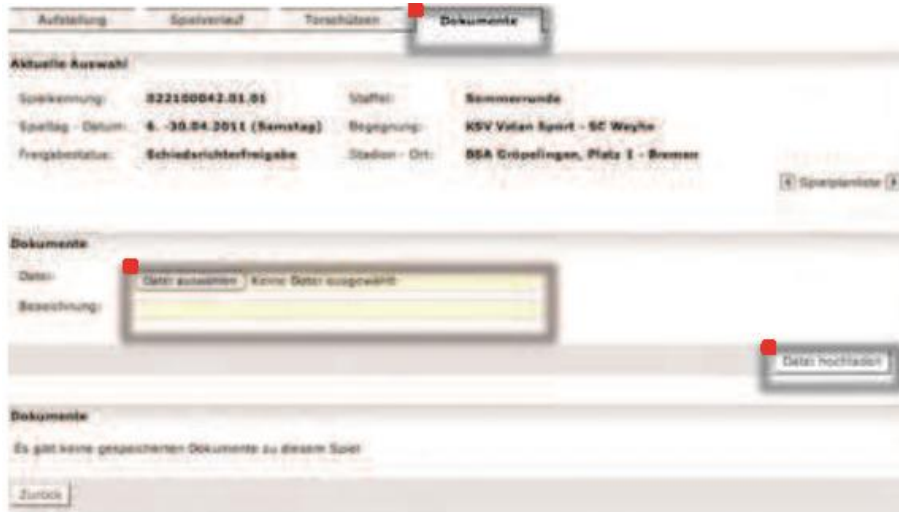 Aufstellung Spielverlauf Torschützen Dokumente
Aktuelle Auswahl
Spielkennung: 022100042.01.01 Staffel: Sommerrunde
Spieltag - Datum: 6. -30.04.2011 (Samstag) Begegnung: KSV Vatan Sport - SC Weyhe
Freigabestatus: Schiedsrichterfreigabe Stadion - Ort: BSA Gröpelingen, Platz 1 - Bremen
Spielplanliste
Dokumente
Datei: Datei auswählen Keine Datei ausgewählt
Bezeichnung:
Datei hochladen
Dokumente
Es gibt keine gespeicherten Dokumente zu diesem Spiel
Zurück